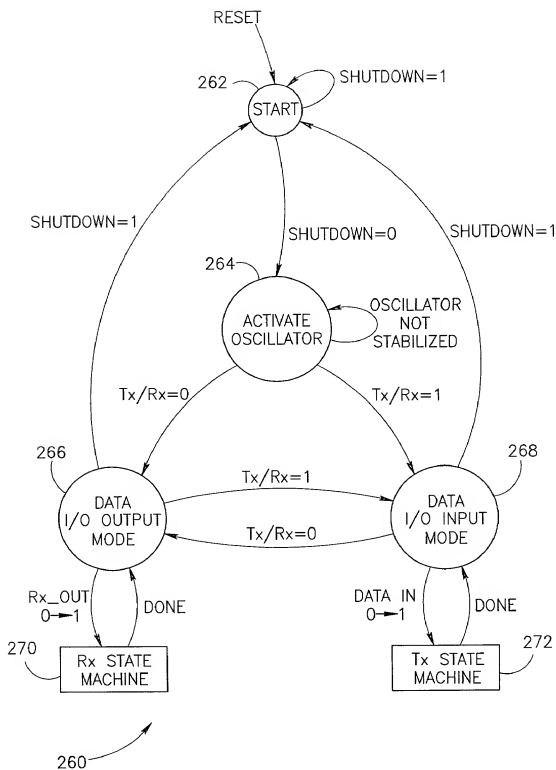 RESET
262
START
SHUTDOWN=1
SHUTDOWN=1
SHUTDOWN=0
SHUTDOWN=1
264
ACTIVATE
OSCILLATOR
OSCILLATOR
NOT
STABILIZED
Tx/Rx=0
Tx/Rx=1
266
DATA
I/O OUTPUT
MODE
Tx/Rx=1
Tx/Rx=0
268
DATA
I/O INPUT
MODE
Rx_OUT
0→1
DONE
DATA IN
0→1
DONE
270
Rx STATE
MACHINE
272
Tx STATE
MACHINE
260